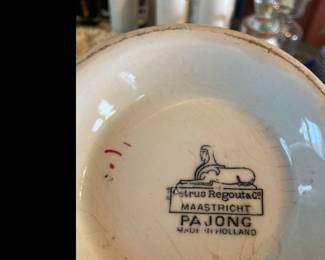 Petrus Regout & Co.
MAASTRICHT
PAJONG
MADE IN HOLLAND